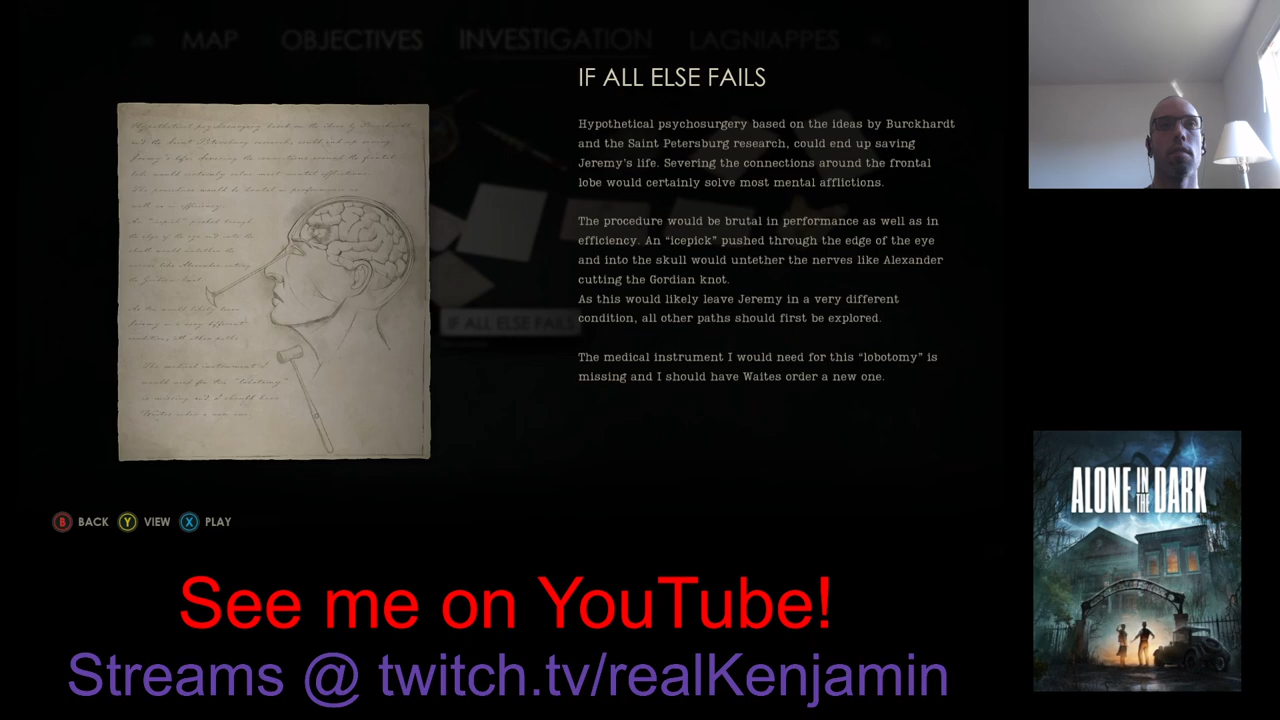 MAP OBJECTIVES INVESTIGATION LAGNIAPPES
IF ALL ELSE FAILS
Hypothetical psychosurgery based on the ideas by Burckhardt
and the Saint Petersburg research, could end up saving
Jeremy's life. Severing the connections around the frontal
lobe would certainly solve most mental afflictions.
The procedure would be brutal in performance as well as in
efficiency. An “icepick” pushed through the edge of the eye
and into the skull would untether the nerves like Alexander
cutting the Gordian knot.
As this would likely leave Jeremy in a very different
condition, all other paths should first be explored.
The medical instrument I would need for this “lobotomy” is
missing and I should have Waites order a new one.
IF ALL ELSE FAILS
B BACK Y VIEW X PLAY
See me on YouTube!
Streams @ twitch.tv/realKenjamin
ALONE IN THE DARK